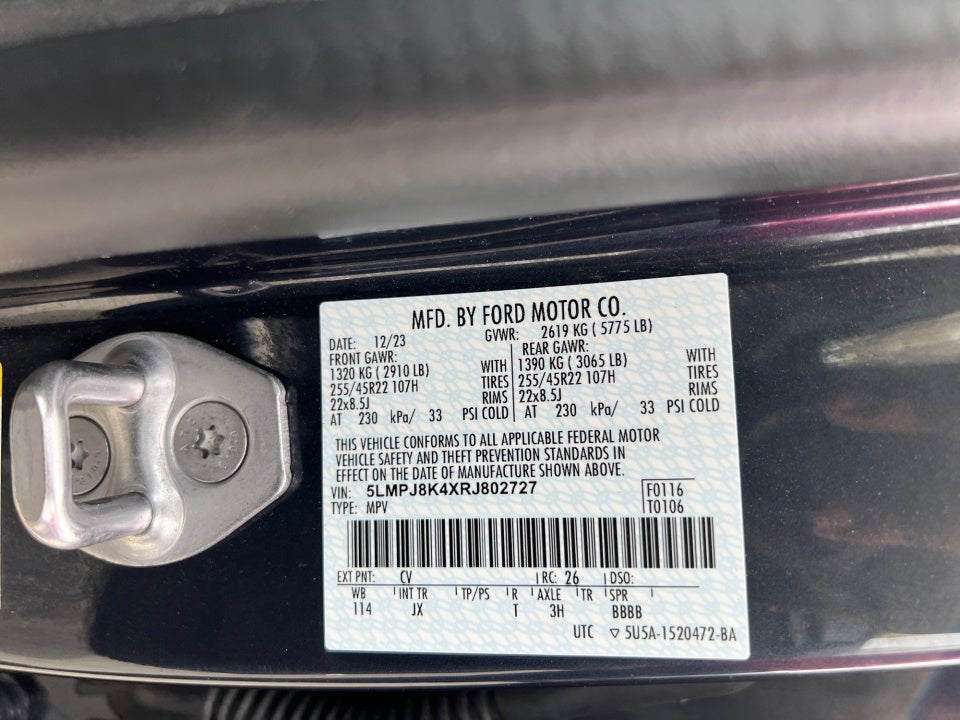 MFD. BY FORD MOTOR CO.
DATE: 12/23 GVWR: 2619 KG ( 5775 LB)
FRONT GAWR: REAR GAWR:
1320 KG ( 2910 LB) WITH 1390 KG ( 3065 LB) WITH
255/45R22 107H TIRES 255/45R22 107H TIRES
22x8.5J RIMS 22x8.5J RIMS
AT 230 kPa/ 33 PSI COLD AT 230 kPa/ 33 PSI COLD
THIS VEHICLE CONFORMS TO ALL APPLICABLE FEDERAL MOTOR
VEHICLE SAFETY AND THEFT PREVENTION STANDARDS IN
EFFECT ON THE DATE OF MANUFACTURE SHOWN ABOVE.
VIN: 5LMPJ8K4XRJ802727 F0116
TYPE: MPV T0106
EXT PNT: CV RC: 26 DSO:
WB INT TR TP/PS R AXLE TR SPR
114 JX T 3H BBBB
UTC ▽ 5U5A-1520472-BA